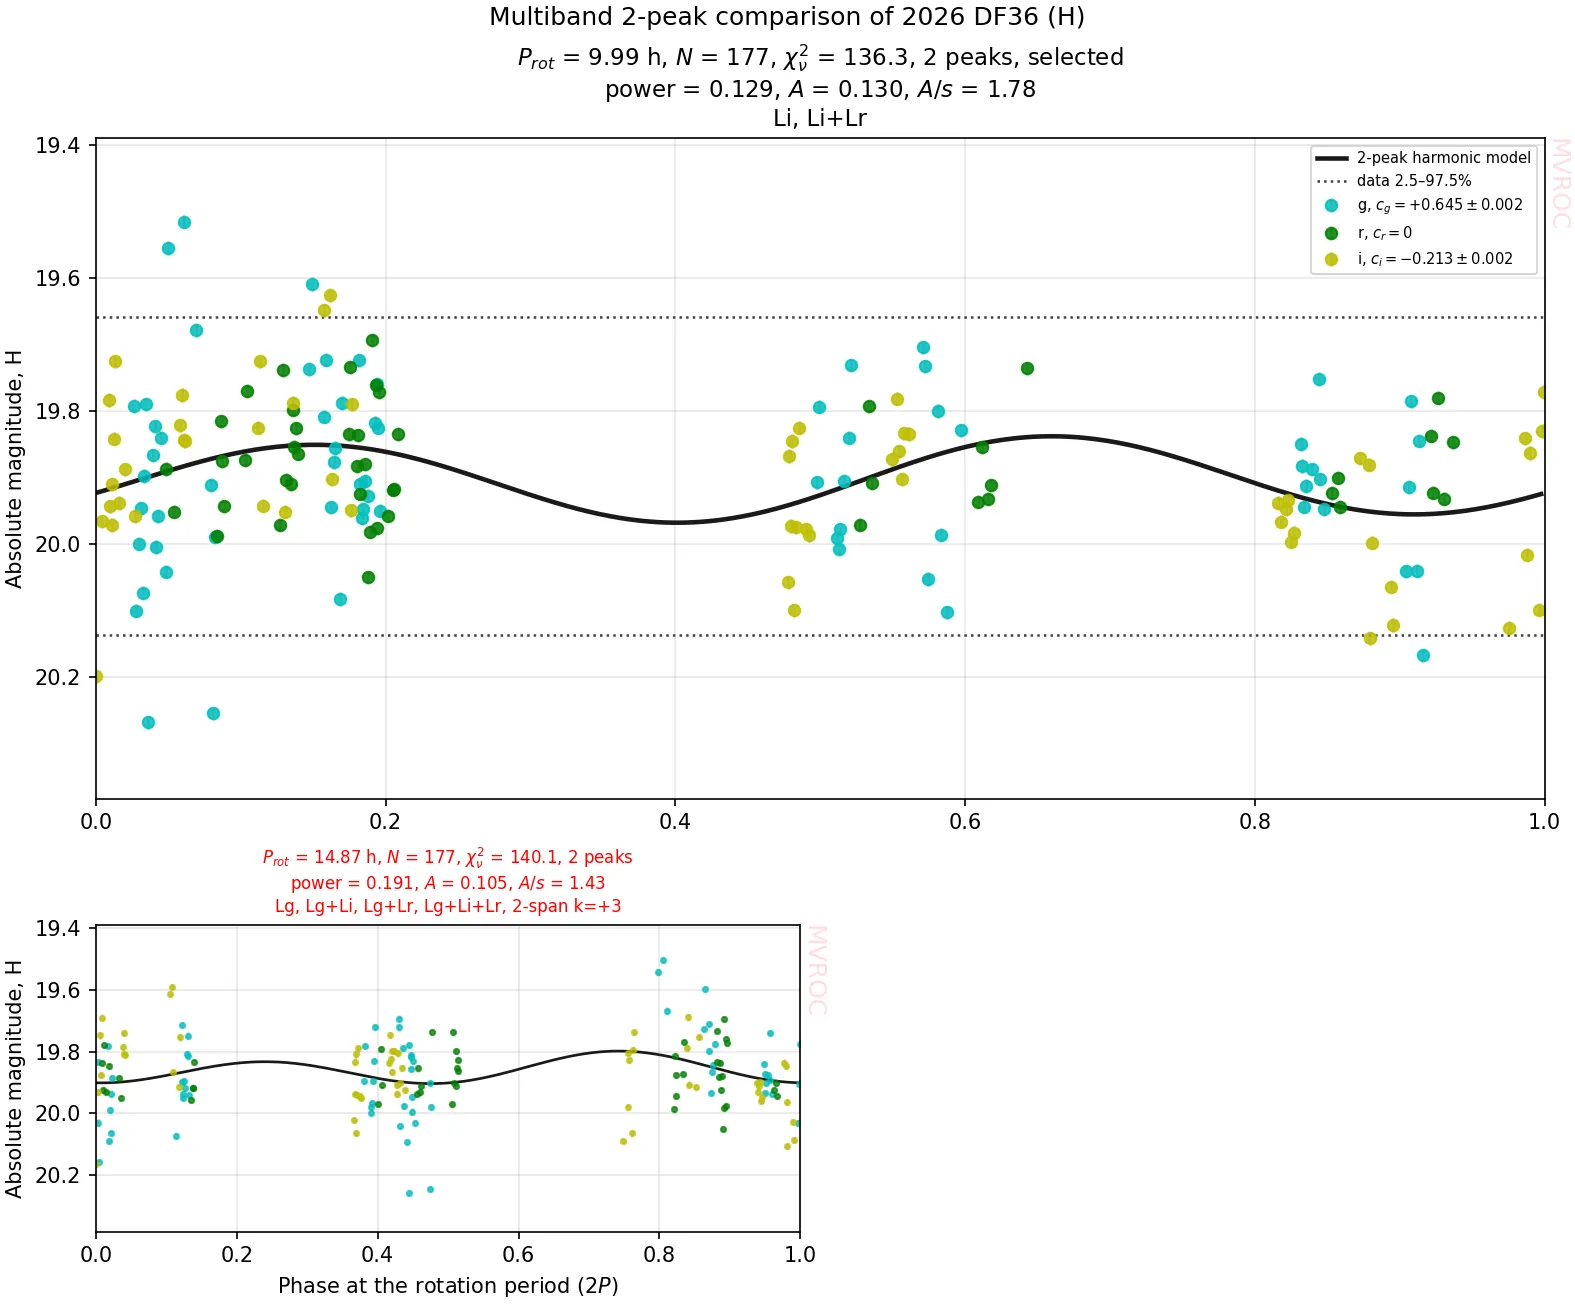 Multiband 2-peak comparison of 2026 DF36 (H)
P_rot = 9.99 h, N = 177, χ²_ν = 136.3, 2 peaks, selected
power = 0.129, A = 0.130, A/s = 1.78
Li, Li+Lr
19.4
19.6
19.8
20.0
20.2
Absolute magnitude, H
2-peak harmonic model
data 2.5–97.5%
g, c_g = +0.645 ± 0.002
r, c_r = 0
i, c_i = −0.213 ± 0.002
MVROC
0.0 0.2 0.4 0.6 0.8 1.0
P_rot = 14.87 h, N = 177, χ²_ν = 140.1, 2 peaks
power = 0.191, A = 0.105, A/s = 1.43
Lg, Lg+Li, Lg+Lr, Lg+Li+Lr, 2-span k=+3
19.4
19.6
19.8
20.0
20.2
Absolute magnitude, H
MVROC
0.0 0.2 0.4 0.6 0.8 1.0
Phase at the rotation period (2P)